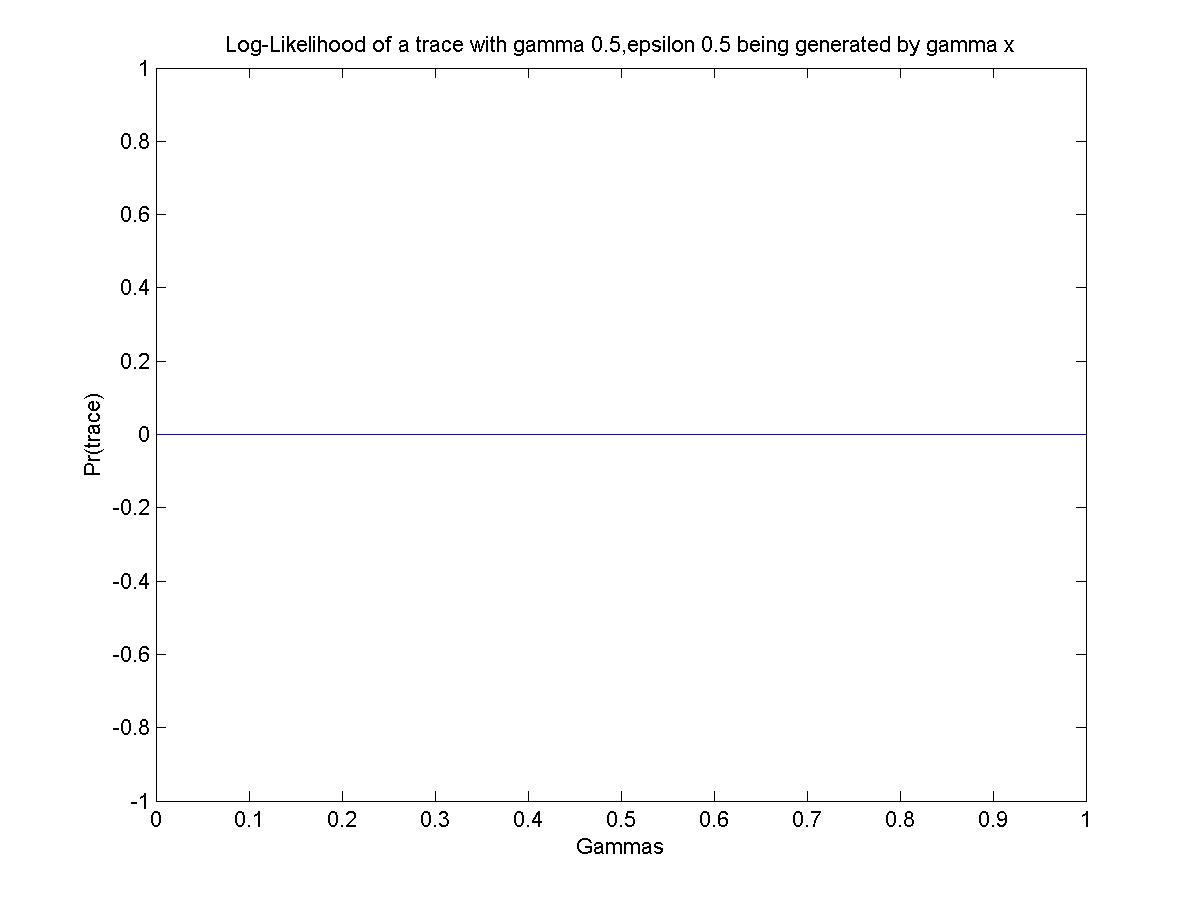 Log-Likelihood of a trace with gamma 0.5,epsilon 0.5 being generated by gamma x
1
0.8
0.6
0.4
0.2
0
-0.2
-0.4
-0.6
-0.8
-1
Pr(trace)
0 0.1 0.2 0.3 0.4 0.5 0.6 0.7 0.8 0.9 1
Gammas